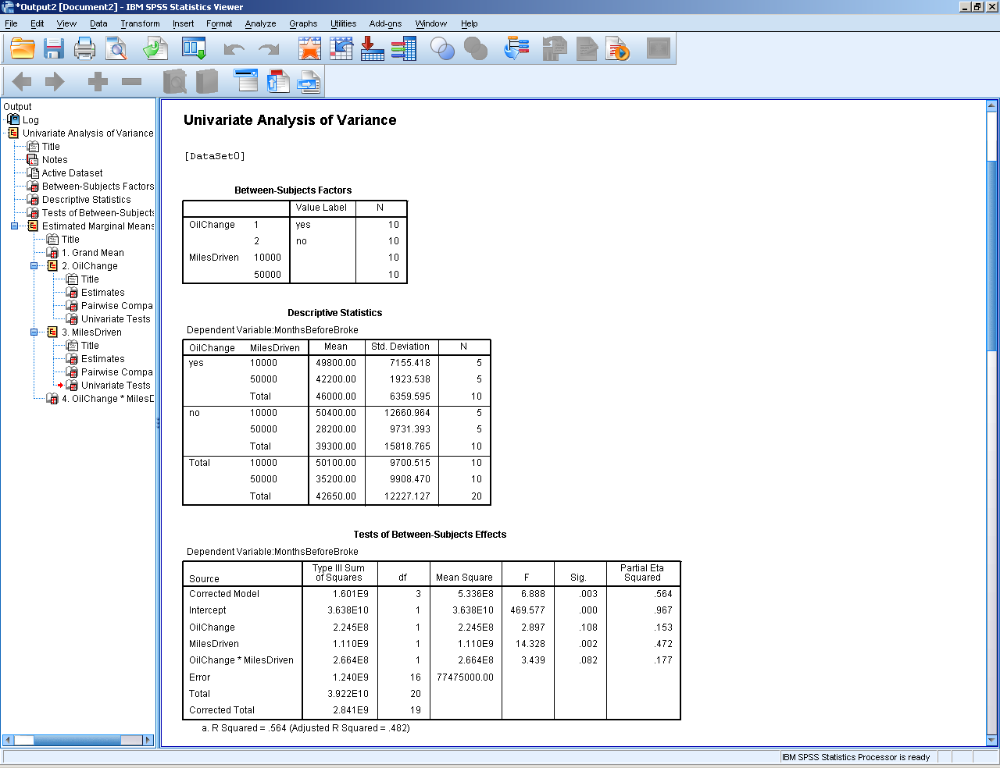 *Output2 [Document2] - IBM SPSS Statistics Viewer
File Edit View Data Transform Insert Format Analyze Graphs Utilities Add-ons Window Help
Output
Log
Univariate Analysis of Variance
Title
Notes
Active Dataset
Between-Subjects Factors
Descriptive Statistics
Tests of Between-Subjects
Estimated Marginal Means
Title
1. Grand Mean
2. OilChange
Title
Estimates
Pairwise Compa
Univariate Tests
3. MilesDriven
Title
Estimates
Pairwise Compa
Univariate Tests
4. OilChange * MilesD
Univariate Analysis of Variance
[DataSet0]
Between-Subjects Factors
Value Label N
OilChange 1 yes 10
2 no 10
MilesDriven 10000 10
50000 10
Descriptive Statistics
Dependent Variable:MonthsBeforeBroke
OilChange MilesDriven Mean Std. Deviation N
yes 10000 49800.00 7155.418 5
50000 42200.00 1923.538 5
Total 46000.00 6359.595 10
no 10000 50400.00 12660.964 5
50000 28200.00 9731.393 5
Total 39300.00 15818.765 10
Total 10000 50100.00 9700.515 10
50000 35200.00 9908.470 10
Total 42650.00 12227.127 20
Tests of Between-Subjects Effects
Dependent Variable:MonthsBeforeBroke
Source Type III Sum of Squares df Mean Square F Sig. Partial Eta Squared
Corrected Model 1.601E9 3 5.336E8 6.888 .003 .564
Intercept 3.638E10 1 3.638E10 469.577 .000 .967
OilChange 2.245E8 1 2.245E8 2.897 .108 .153
MilesDriven 1.110E9 1 1.110E9 14.328 .002 .472
OilChange * MilesDriven 2.664E8 1 2.664E8 3.439 .082 .177
Error 1.240E9 16 77475000.00
Total 3.922E10 20
Corrected Total 2.841E9 19
a. R Squared = .564 (Adjusted R Squared = .482)
IBM SPSS Statistics Processor is ready